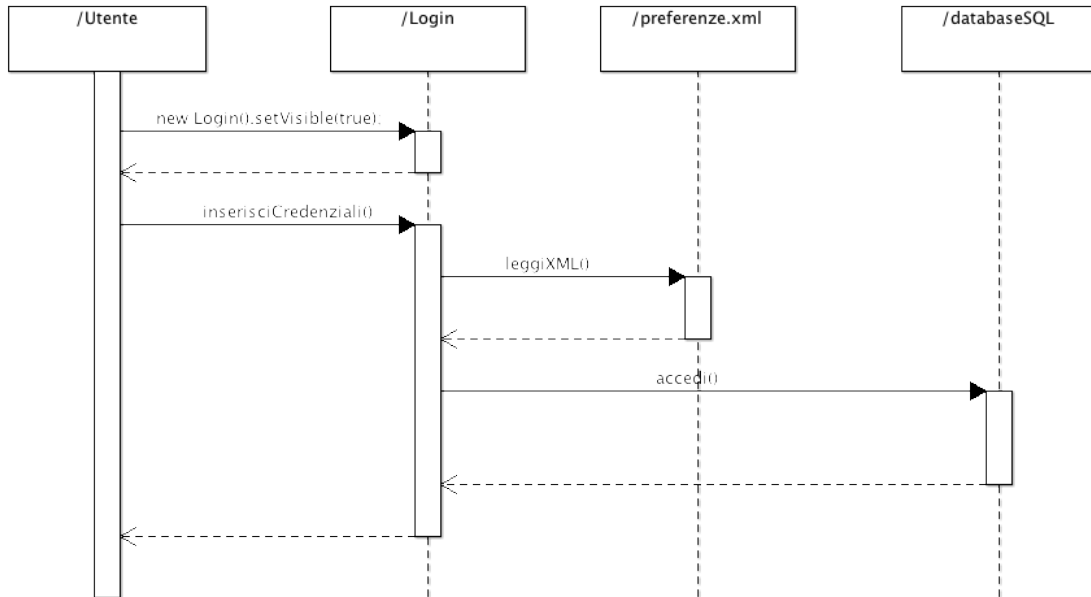 /Utente
/Login
/preferenze.xml
/databaseSQL
new Login().setVisible(true);
inserisciCredenziali()
leggiXML()
accedi()